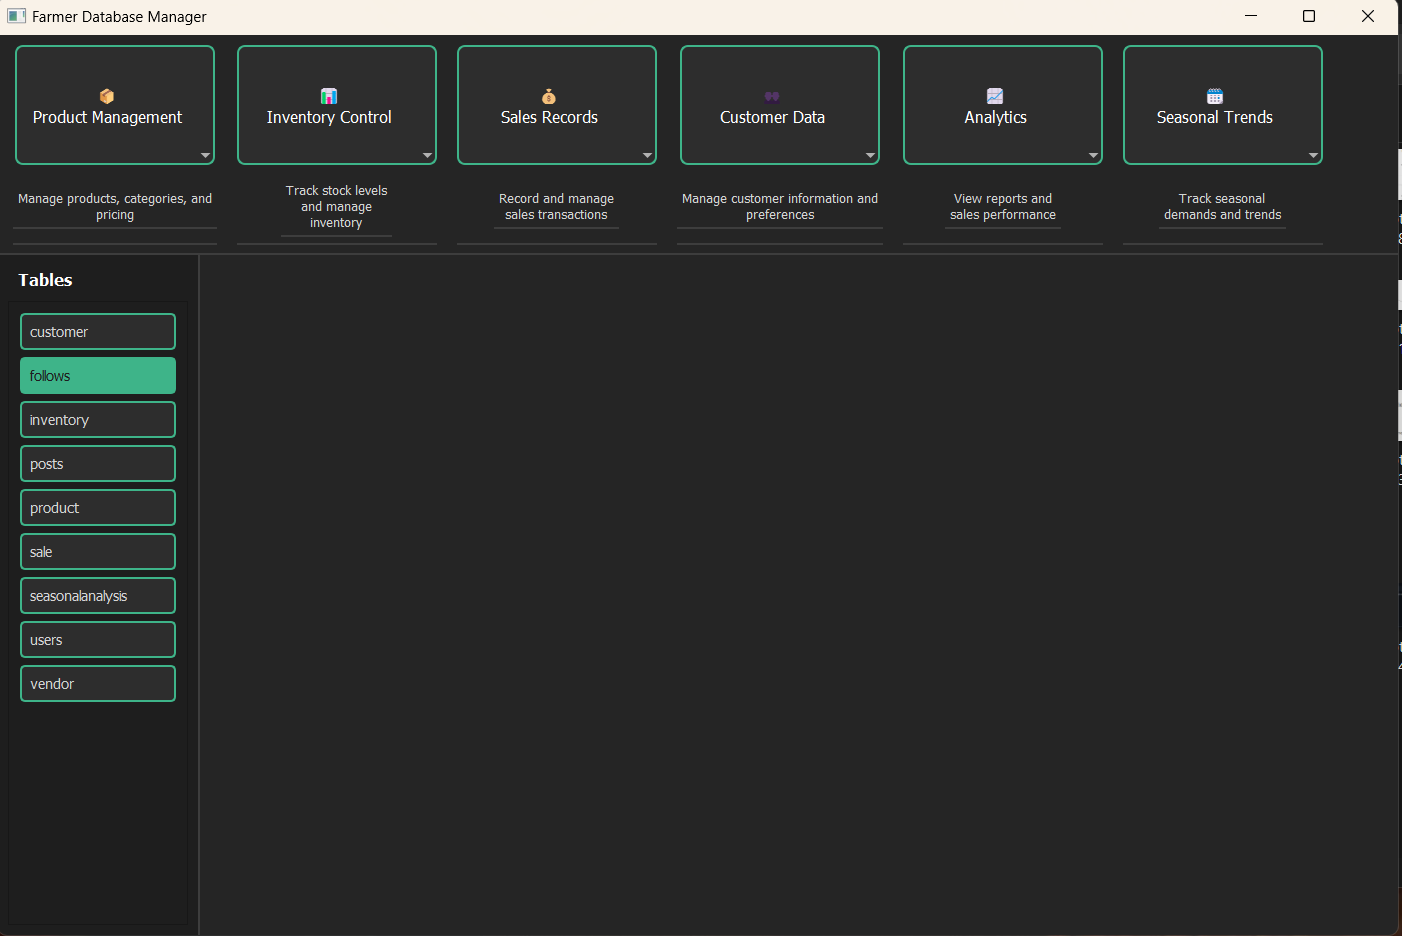 Farmer Database Manager
Product Management
Inventory Control
Sales Records
Customer Data
Analytics
Seasonal Trends
Manage products, categories, and
pricing
Track stock levels
and manage
inventory
Record and manage
sales transactions
Manage customer information and
preferences
View reports and
sales performance
Track seasonal
demands and trends
Tables
customer
follows
inventory
posts
product
sale
seasonalanalysis
users
vendor